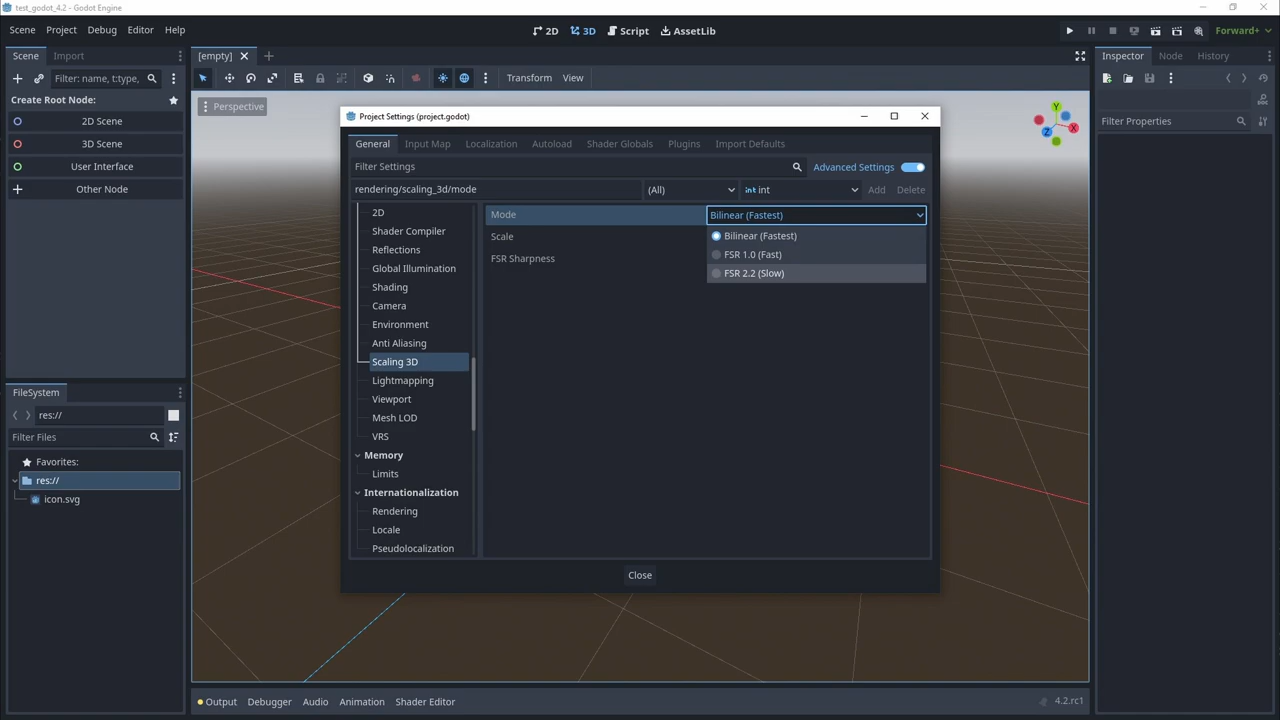 test_godot_4.2 - Godot Engine
Scene Project Debug Editor Help
2D 3D Script AssetLib
Forward+
Scene Import
[empty]
Inspector Node History
Filter: name, t:type,
Transform View
Create Root Node:
2D Scene
3D Scene
User Interface
Other Node
Perspective
Y
X
Z
Filter Properties
Project Settings (project.godot)
General Input Map Localization Autoload Shader Globals Plugins Import Defaults
Filter Settings
Advanced Settings
rendering/scaling_3d/mode
(All)
int
Add Delete
2D
Shader Compiler
Reflections
Global Illumination
Shading
Camera
Environment
Anti Aliasing
Scaling 3D
Lightmapping
Viewport
Mesh LOD
VRS
Memory
Limits
Internationalization
Rendering
Locale
Pseudolocalization
Mode Bilinear (Fastest)
Scale
FSR Sharpness
Bilinear (Fastest)
FSR 1.0 (Fast)
FSR 2.2 (Slow)
Close
FileSystem
res://
Filter Files
Favorites:
res://
icon.svg
Output Debugger Audio Animation Shader Editor
4.2.rc1